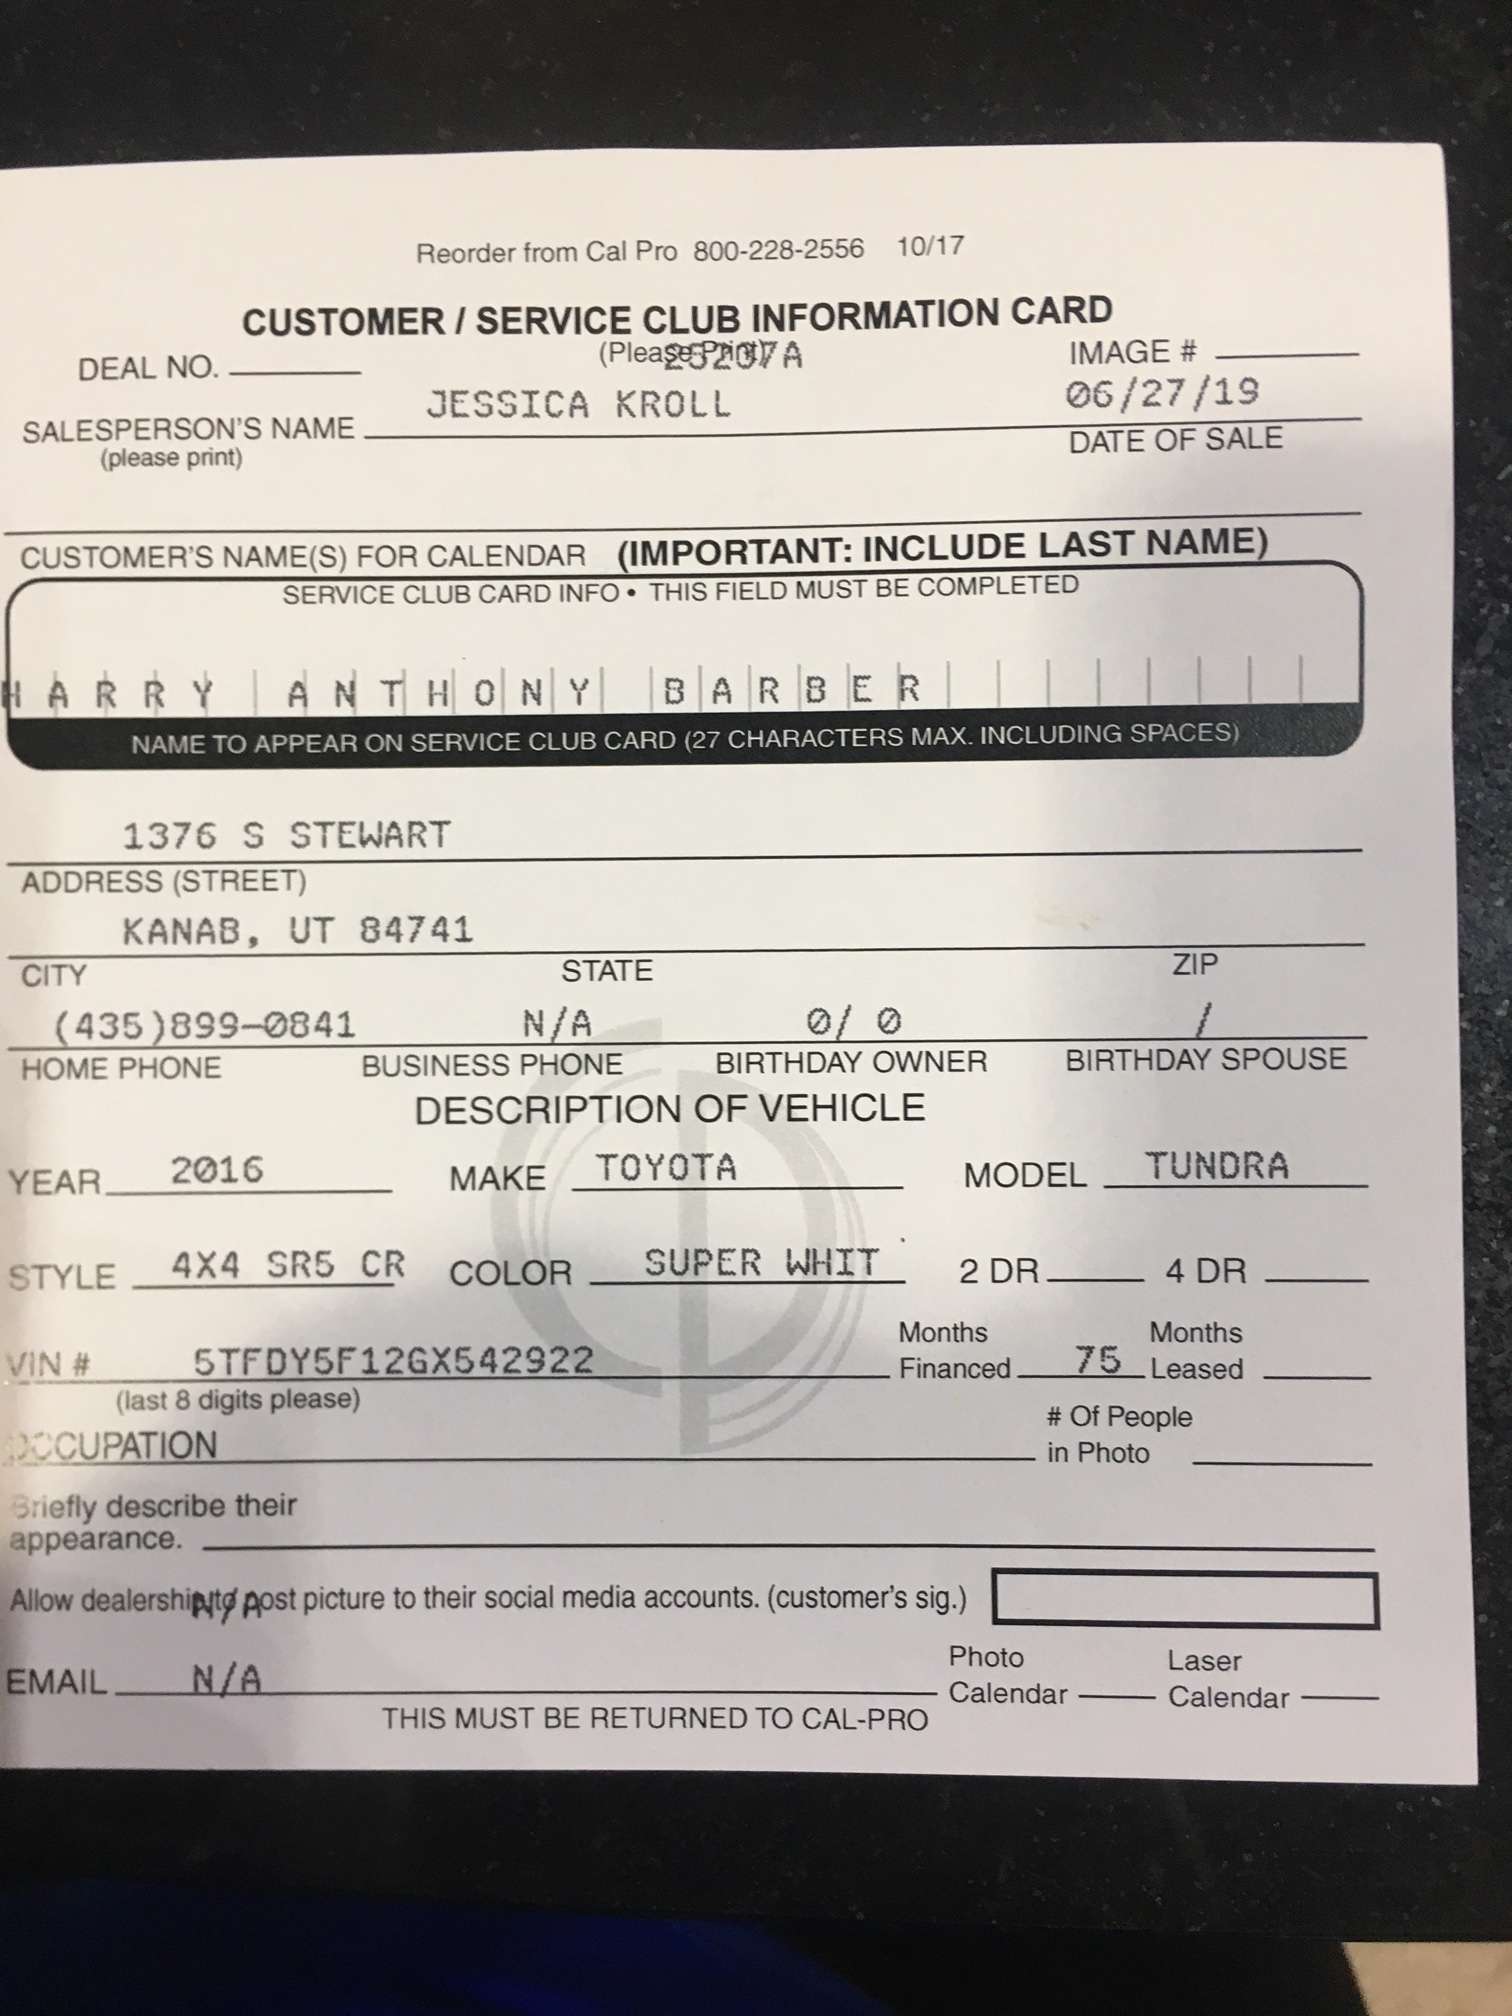 Reorder from Cal Pro 800-228-2556 10/17
CUSTOMER / SERVICE CLUB INFORMATION CARD
DEAL NO. (Please Print) IMAGE #
JESSICA KROLL 06/27/19
SALESPERSON'S NAME DATE OF SALE
(please print)
CUSTOMER'S NAME(S) FOR CALENDAR (IMPORTANT: INCLUDE LAST NAME)
SERVICE CLUB CARD INFO • THIS FIELD MUST BE COMPLETED
HARRY ANTHONY BARBER
NAME TO APPEAR ON SERVICE CLUB CARD (27 CHARACTERS MAX. INCLUDING SPACES)
1376 S STEWART
ADDRESS (STREET)
KANAB, UT 84741
CITY STATE ZIP
(435)899-0841 N/A 0/ 0 /
HOME PHONE BUSINESS PHONE BIRTHDAY OWNER BIRTHDAY SPOUSE
DESCRIPTION OF VEHICLE
YEAR 2016 MAKE TOYOTA MODEL TUNDRA
STYLE 4X4 SR5 CR COLOR SUPER WHIT 2 DR 4 DR
Months Months
VIN # 5TFDY5F12GX542922 Financed 75 Leased
(last 8 digits please)
# Of People
OCCUPATION in Photo
Briefly describe their
appearance.
Allow dealership to post picture to their social media accounts. (customer's sig.)
N/A
Photo Laser
EMAIL N/A Calendar Calendar
THIS MUST BE RETURNED TO CAL-PRO